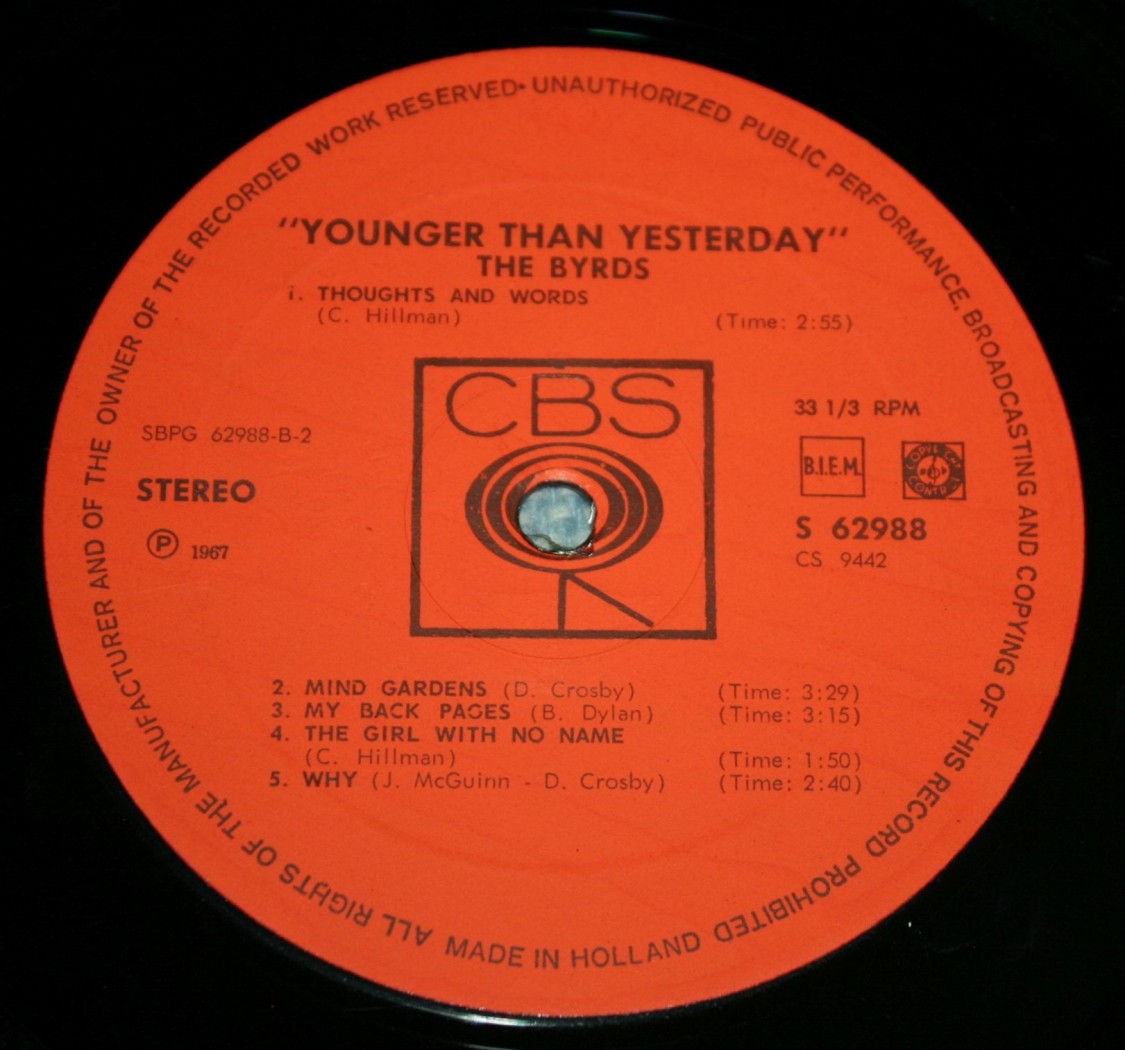 ALL RIGHTS OF THE MANUFACTURER AND OF THE OWNER OF THE RECORDED WORK RESERVED • UNAUTHORIZED PUBLIC PERFORMANCE, BROADCASTING AND COPYING OF THIS RECORD PROHIBITED
"YOUNGER THAN YESTERDAY"
THE BYRDS
1. THOUGHTS AND WORDS
(C. Hillman) (Time: 2:55)
CBS
33 1/3 RPM
SBPG 62988-B-2
B.I.E.M.
COPYRIGHT CONTROL
STEREO
S 62988
Ⓟ 1967
CS 9442
2. MIND GARDENS (D. Crosby) (Time: 3:29)
3. MY BACK PAGES (B. Dylan) (Time: 3:15)
4. THE GIRL WITH NO NAME
(C. Hillman) (Time: 1:50)
5. WHY (J. McGuinn - D. Crosby) (Time: 2:40)
MADE IN HOLLAND